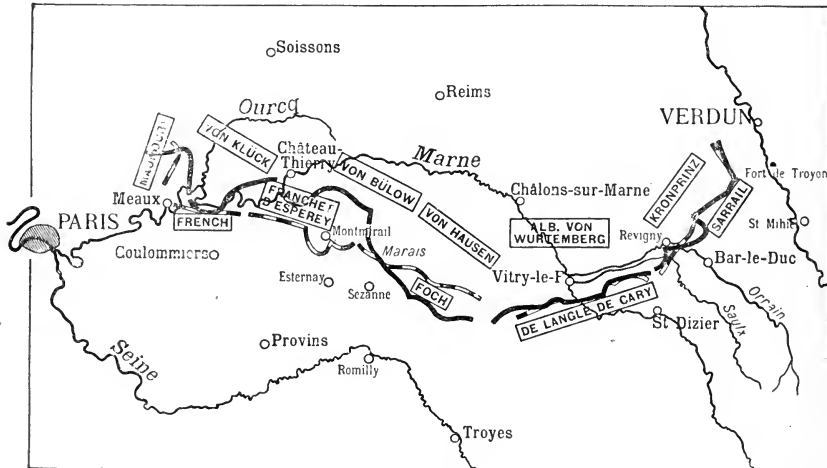 Soissons
Reims
Ourcq
VERDUN
MAUNOURY
VON KLÜCK
Château-
Thierry
Marne
VON BÜLOW
KRONPRINZ
Fort de Troyon
Meaux
FRANCHET
D'ESPEREY
VON HAUSEN
Châlons-sur-Marne
SARRAIL
St Mihiel
PARIS
FRENCH
Montmirail
ALB. VON
WURTEMBERG
Revigny
Coulommiers
Marais
Bar-le-Duc
Esternay
Sezanne
FOCH
Vitry-le-F
DE LANGLE DE CARY
St Dizier
Orrain
Saulx
Seine
Provins
Romilly
Troyes